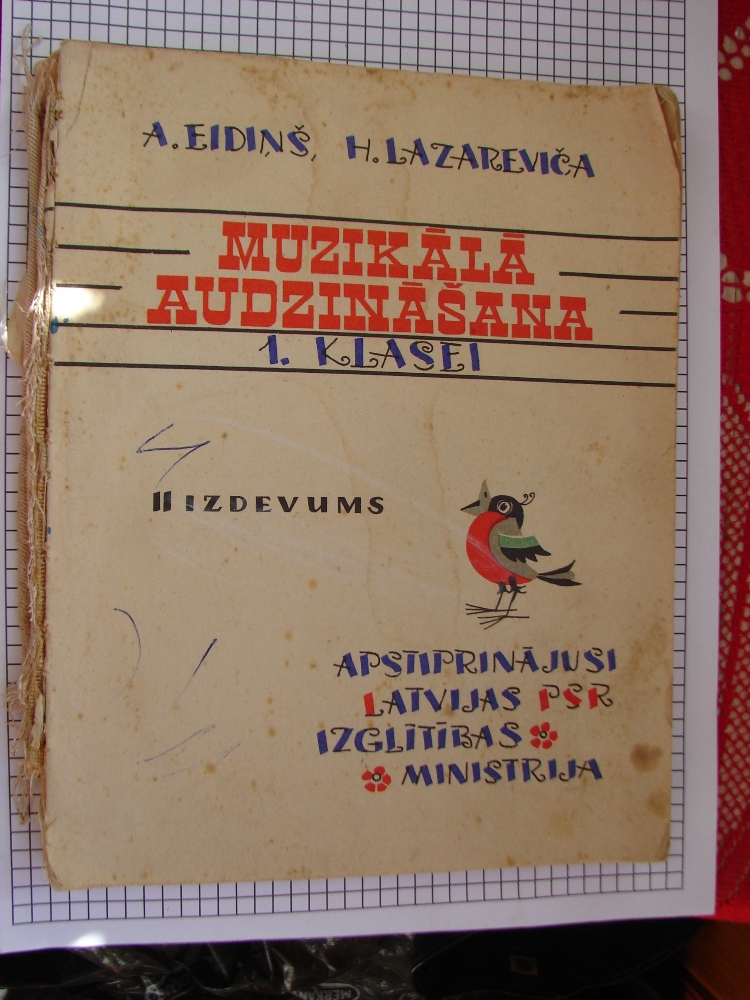 A. EIDIŅŠ, H. LAZAREVIČA
MUZIKĀLĀ
AUDZINĀŠANA
1. KLASEI
II IZDEVUMS
APSTIPRINĀJUSI
LATVIJAS PSR
IZGLĪTĪBAS
MINISTRIJA